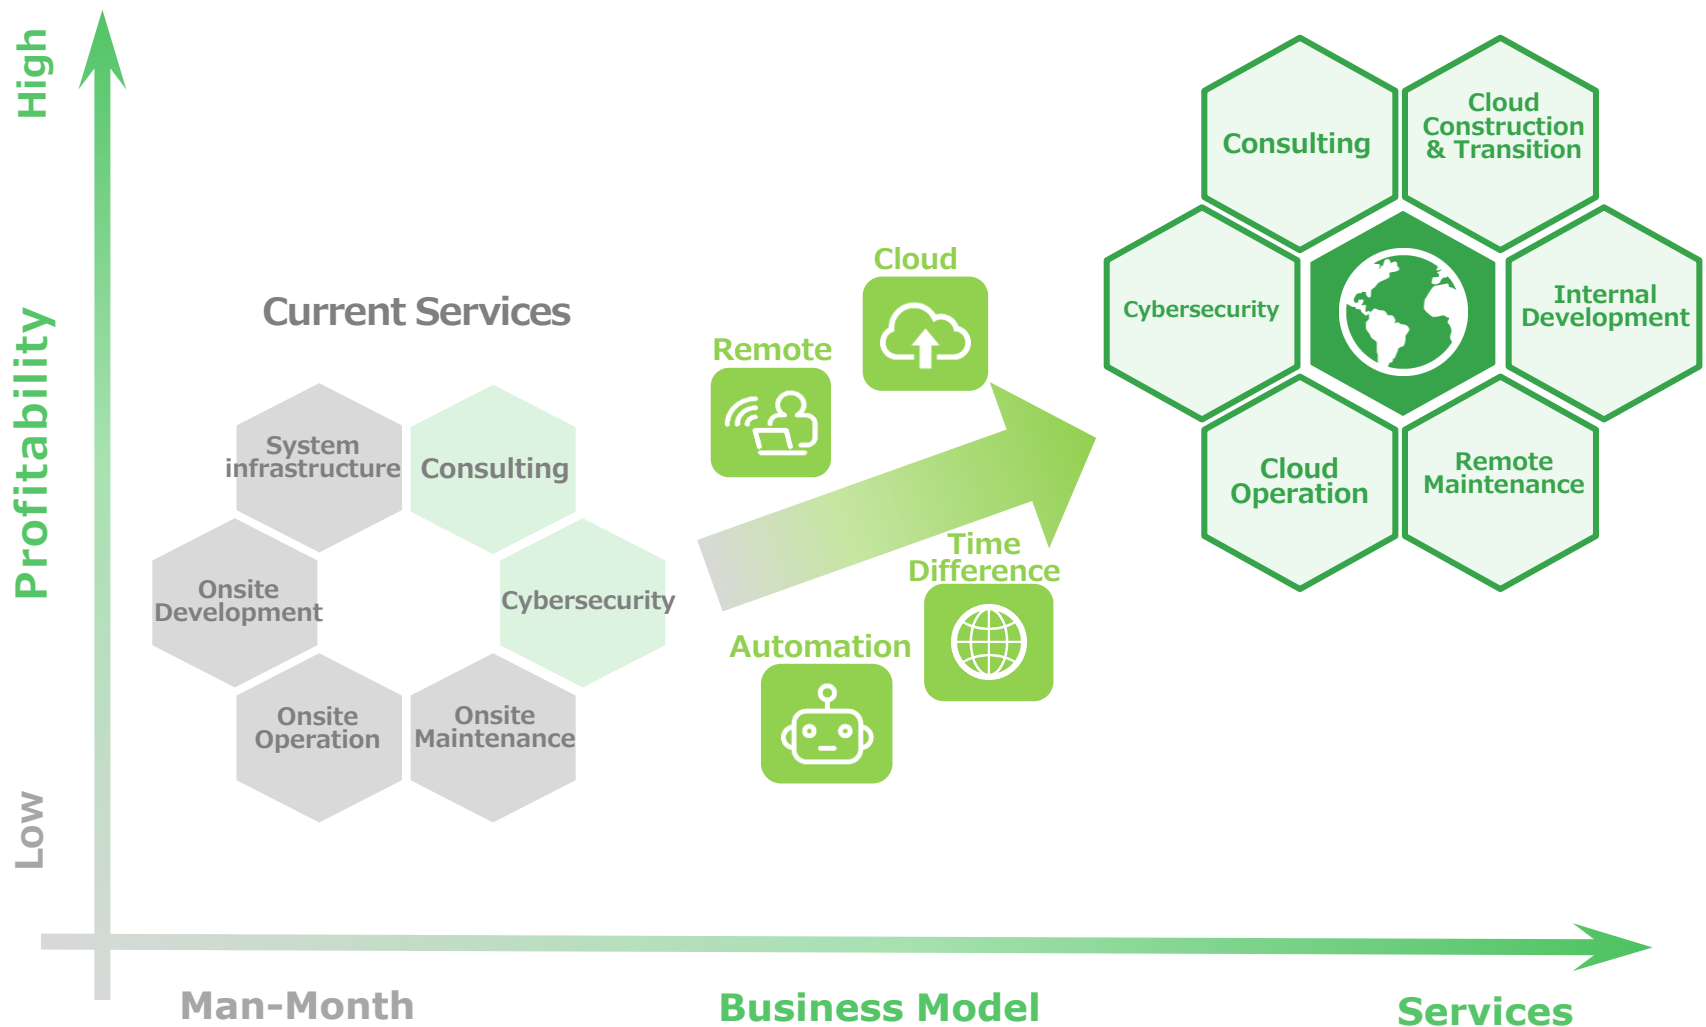 High
Profitability
Low
Current Services
System
infrastructure
Consulting
Onsite
Development
Cybersecurity
Onsite
Operation
Onsite
Maintenance
Cloud
Remote
Time
Difference
Automation
Consulting
Cloud
Construction
& Transition
Cybersecurity
Internal
Development
Cloud
Operation
Remote
Maintenance
Man-Month
Business Model
Services